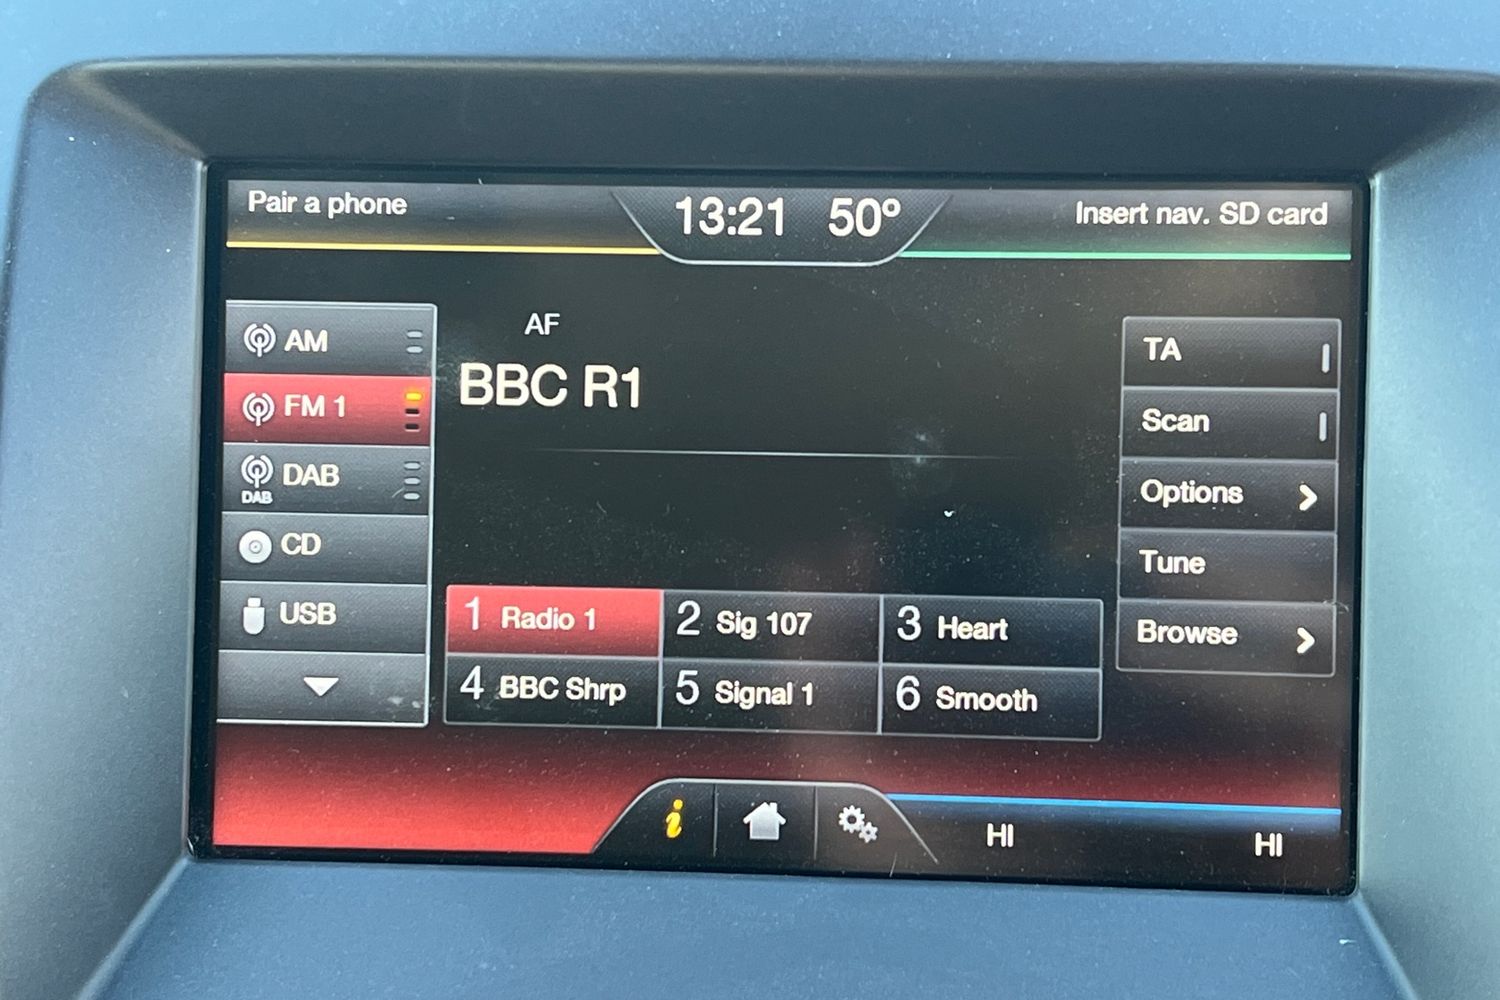 Pair a phone
13:21 50°
Insert nav. SD card
AM
FM 1
DAB
DAB
CD
USB
AF
BBC R1
TA
Scan
Options
Tune
Browse
1 Radio 1
2 Sig 107
3 Heart
4 BBC Shrp
5 Signal 1
6 Smooth
i
HI
HI